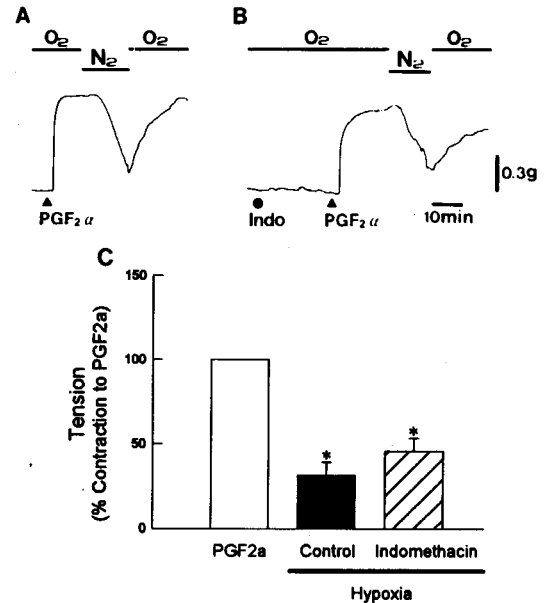 A
B
O2
O2
N2
O2
O2
N2
0.3g
PGF2 α
Indo
PGF2 α
10min
C
150
100
50
0
Tension
(% Contraction to PGF2a)
*
*
PGF2a
Control
Indomethacin
Hypoxia